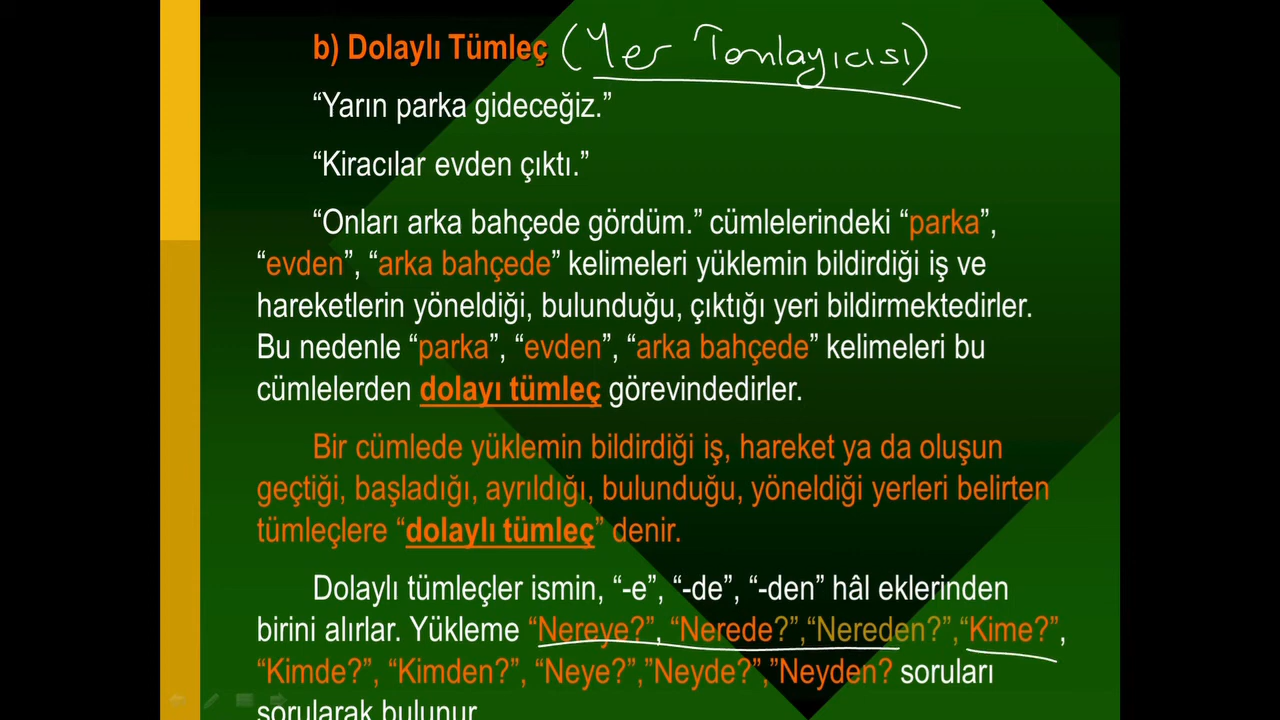 b) Dolaylı Tümleç (Yer Tamlayıcısı)
“Yarın parka gideceğiz.”
“Kiracılar evden çıktı.”
“Onları arka bahçede gördüm.” cümlelerindeki “parka”,
“evden”, “arka bahçede” kelimeleri yüklemin bildirdiği iş ve
hareketlerin yöneldiği, bulunduğu, çıktığı yeri bildirmektedirler.
Bu nedenle “parka”, “evden”, “arka bahçede” kelimeleri bu
cümlelerden dolayı tümleç görevindedirler.
Bir cümlede yüklemin bildirdiği iş, hareket ya da oluşun
geçtiği, başladığı, ayrıldığı, bulunduğu, yöneldiği yerleri belirten
tümleçlere “dolaylı tümleç” denir.
Dolaylı tümleçler ismin, “-e”, “-de”, “-den” hâl eklerinden
birini alırlar. Yükleme “Nereye?”, “Nerede?”,“Nereden?”,“Kime?”,
“Kimde?”, “Kimden?”, “Neye?”,”Neyde?”,”Neyden? soruları
sorularak bulunur